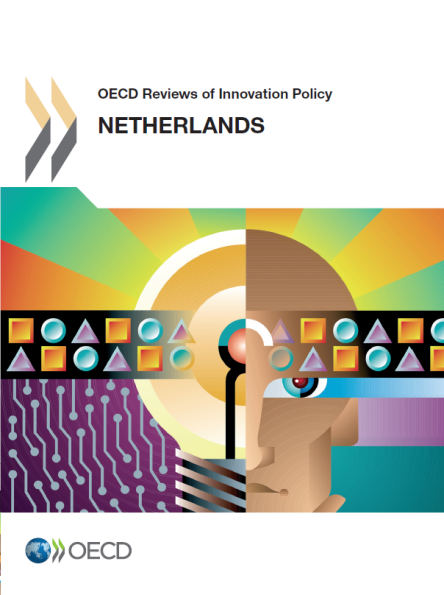 OECD Reviews of Innovation Policy
NETHERLANDS
OECD